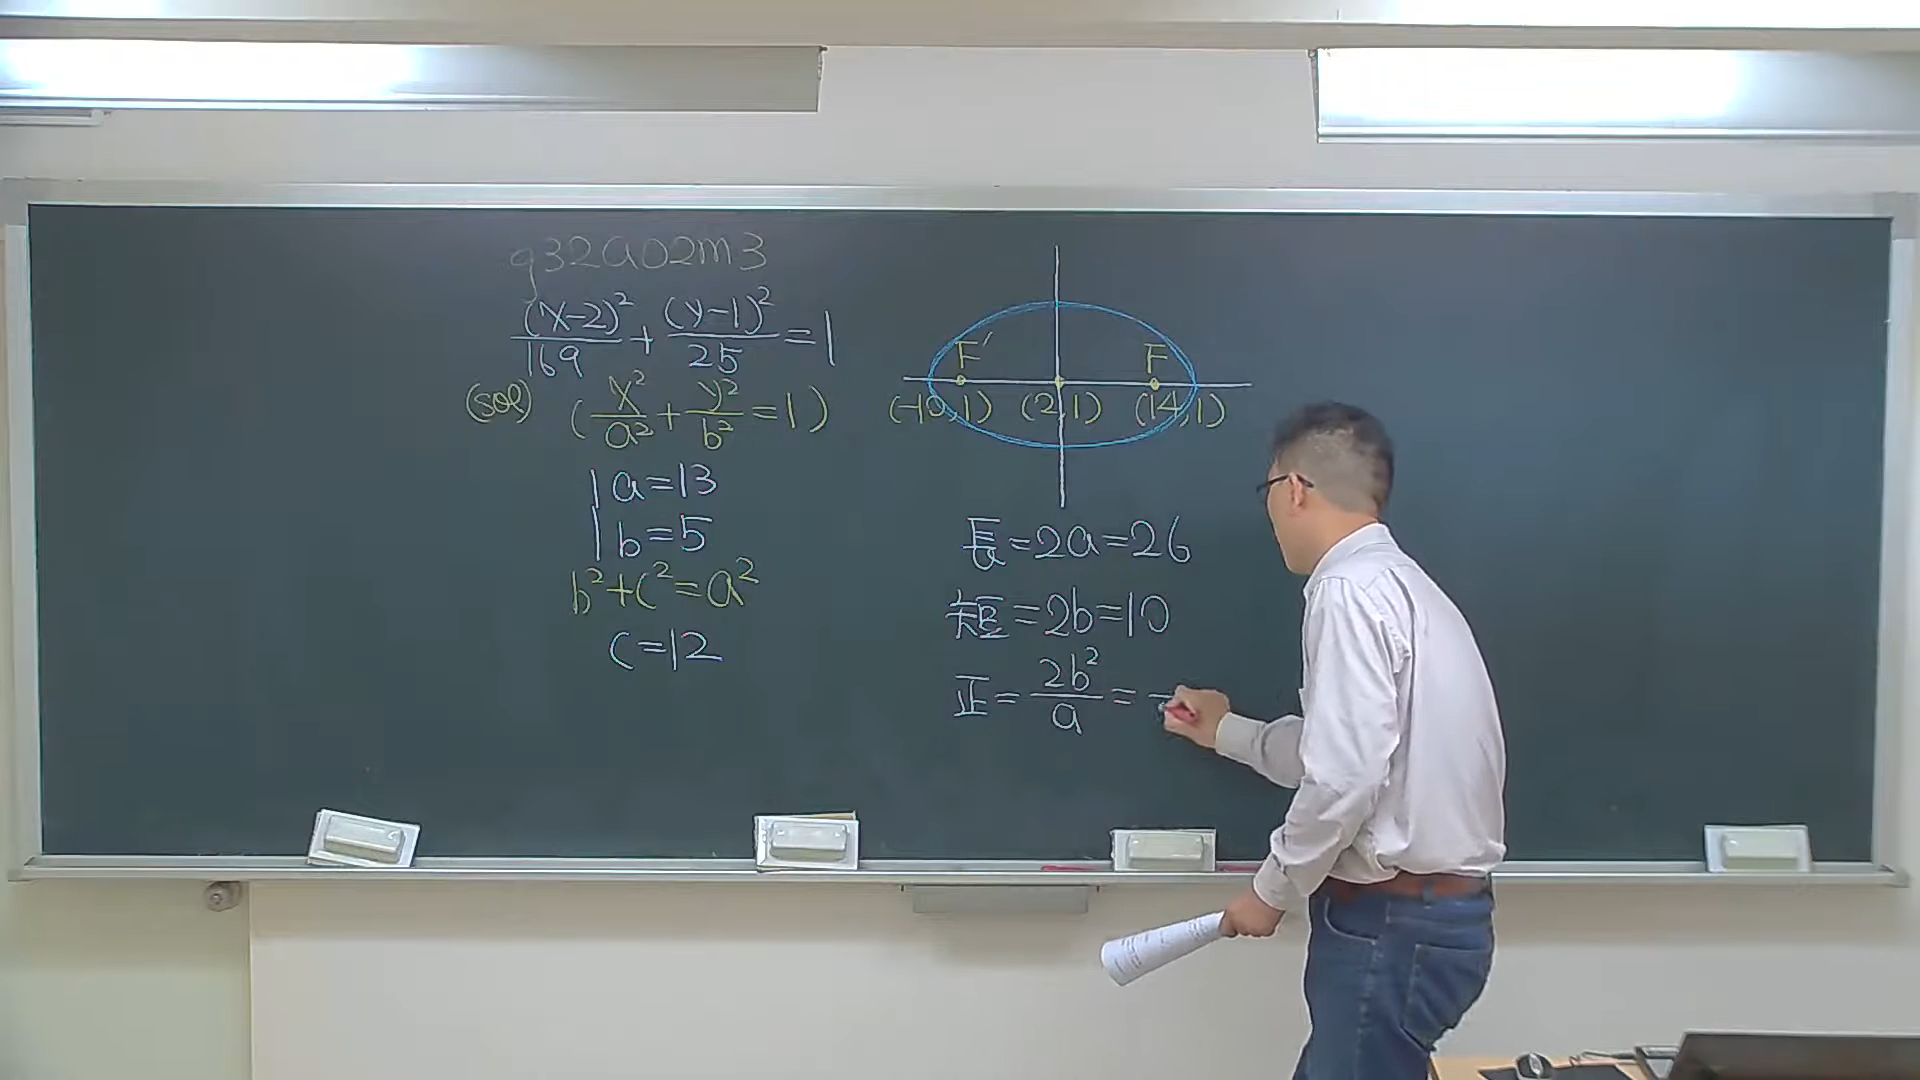 g32a02m3
(x-2)²/169 + (y-1)²/25 = 1
(sol) (x²/a² + y²/b² = 1)
a=13
b=5
b²+c²=a²
c=12
F′ F
(-10,1) (2,1) (14,1)
長=2a=26
短=2b=10
正=2b²/a=